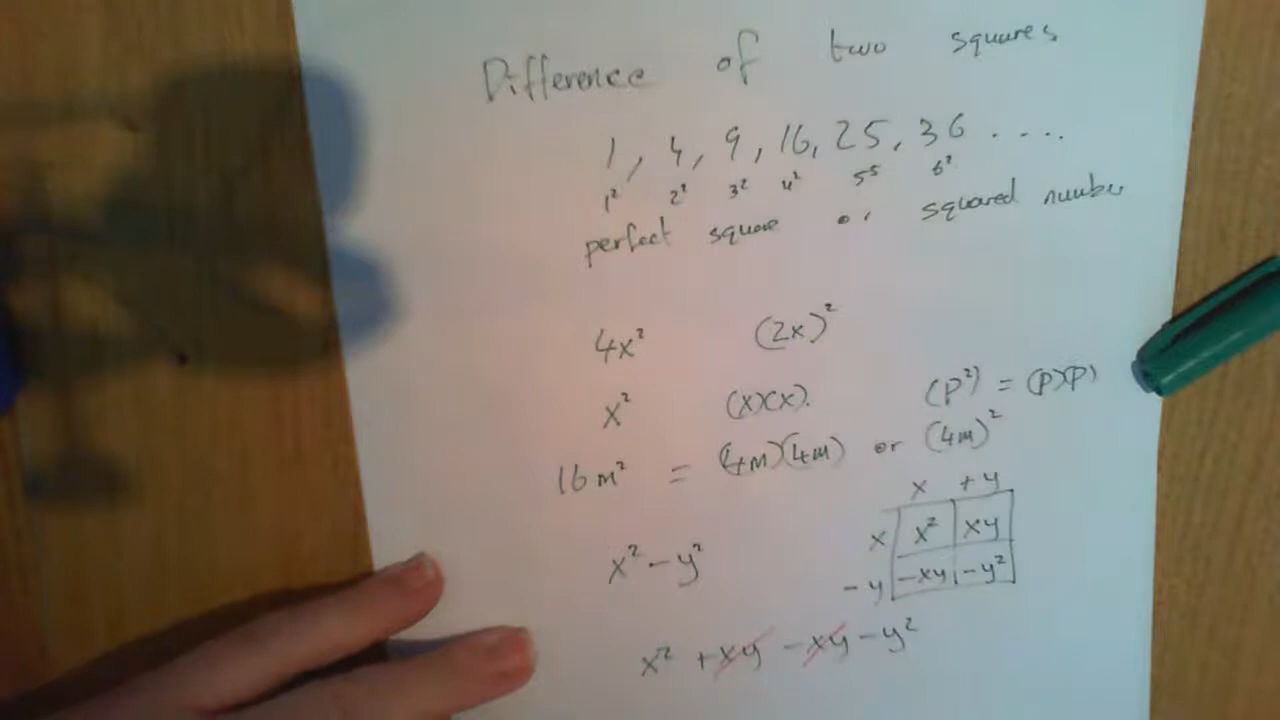 Difference of two squares
1, 4, 9, 16, 25, 36 ....
1² 2² 3² 4² 5⁵ 6²
perfect square or squared number
4x² (2x)²
x² (x)(x). (p²) = (p)(p)
16m² = (4m)(4m) or (4m)²
x +y
x x² xy
x² - y²
-y -xy -y²
x² +xy -xy -y²